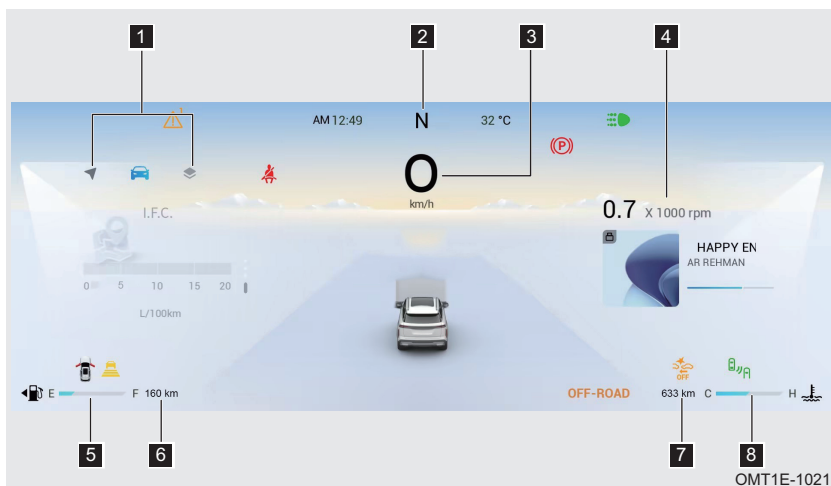 1
2
3
4
!
AM 12:49
N
32 °C
(P)
0
km/h
I.F.C.
0.7 X 1000 rpm
HAPPY EN
AR REHMAN
0 5 10 15 20
L/100km
OFF
E F 160 km
OFF-ROAD
633 km C H
5
6
7
8
OMT1E-1021